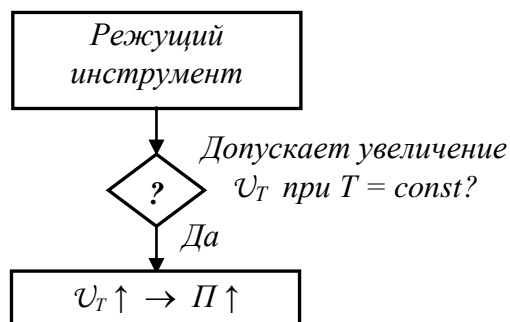 Режущий
инструмент
Допускает увеличение
? 𝒱T при T = const?
Да
𝒱T ↑ → П ↑